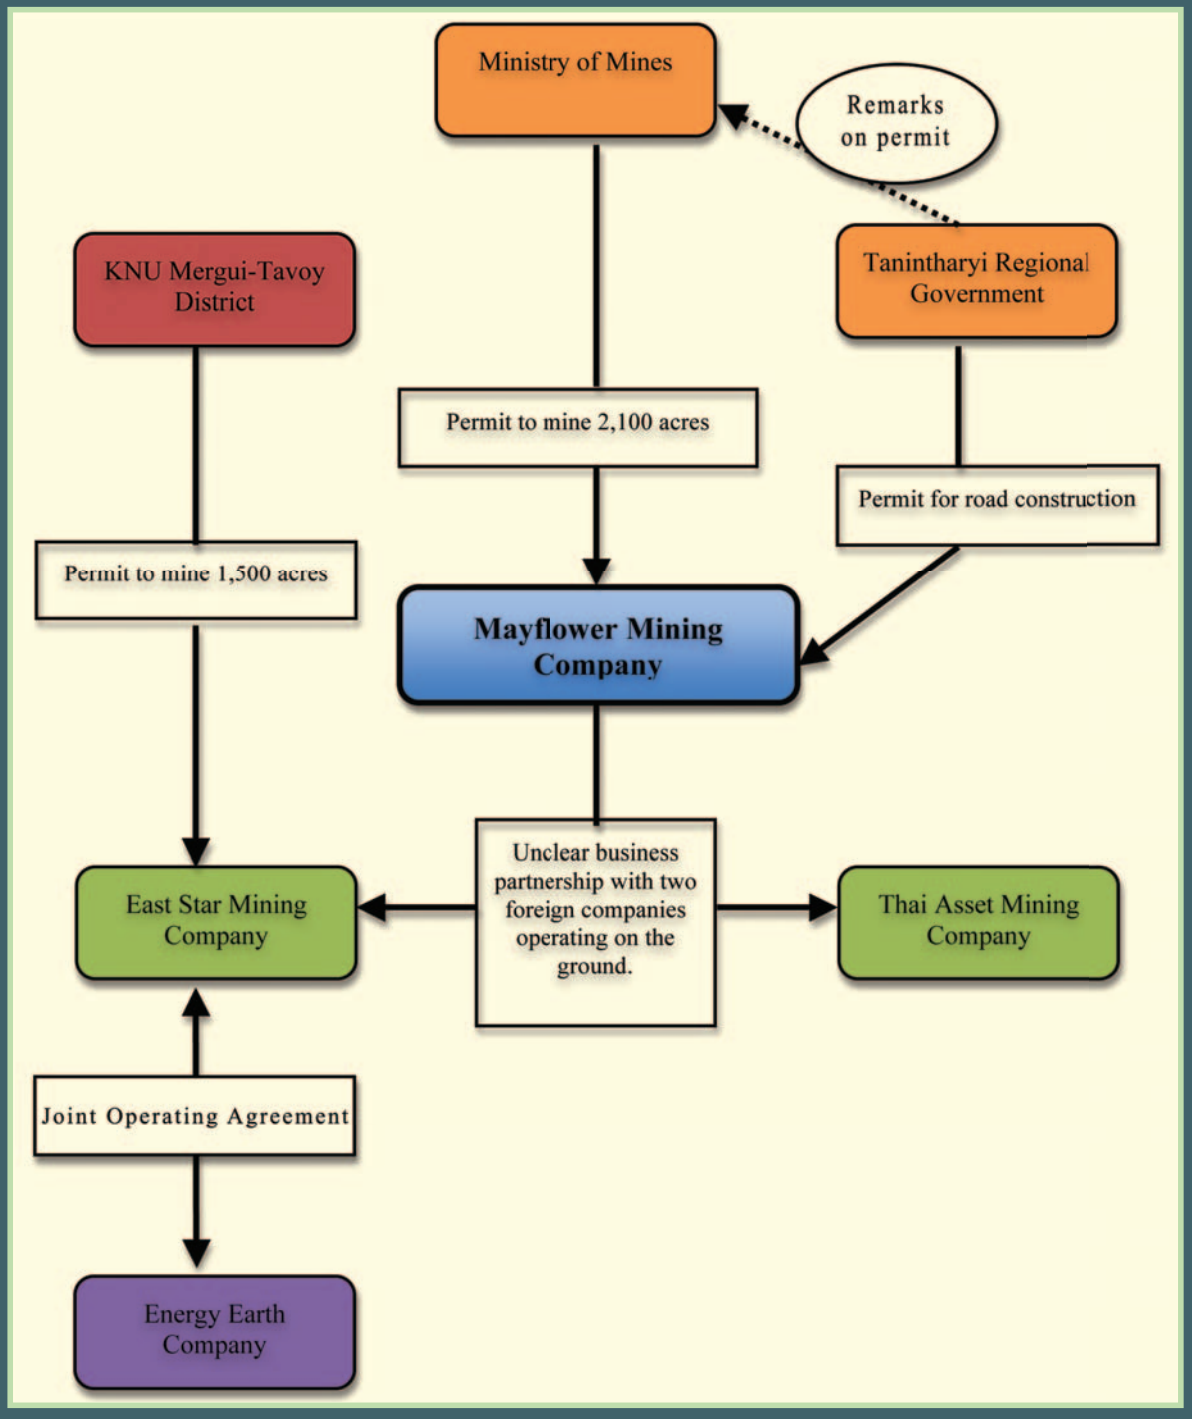 Ministry of Mines
Remarks
on permit
KNU Mergui-Tavoy
District
Tanintharyi Regional
Government
Permit to mine 2,100 acres
Permit for road construction
Permit to mine 1,500 acres
Mayflower Mining
Company
Unclear business
partnership with two
foreign companies
operating on the
ground.
East Star Mining
Company
Thai Asset Mining
Company
Joint Operating Agreement
Energy Earth
Company